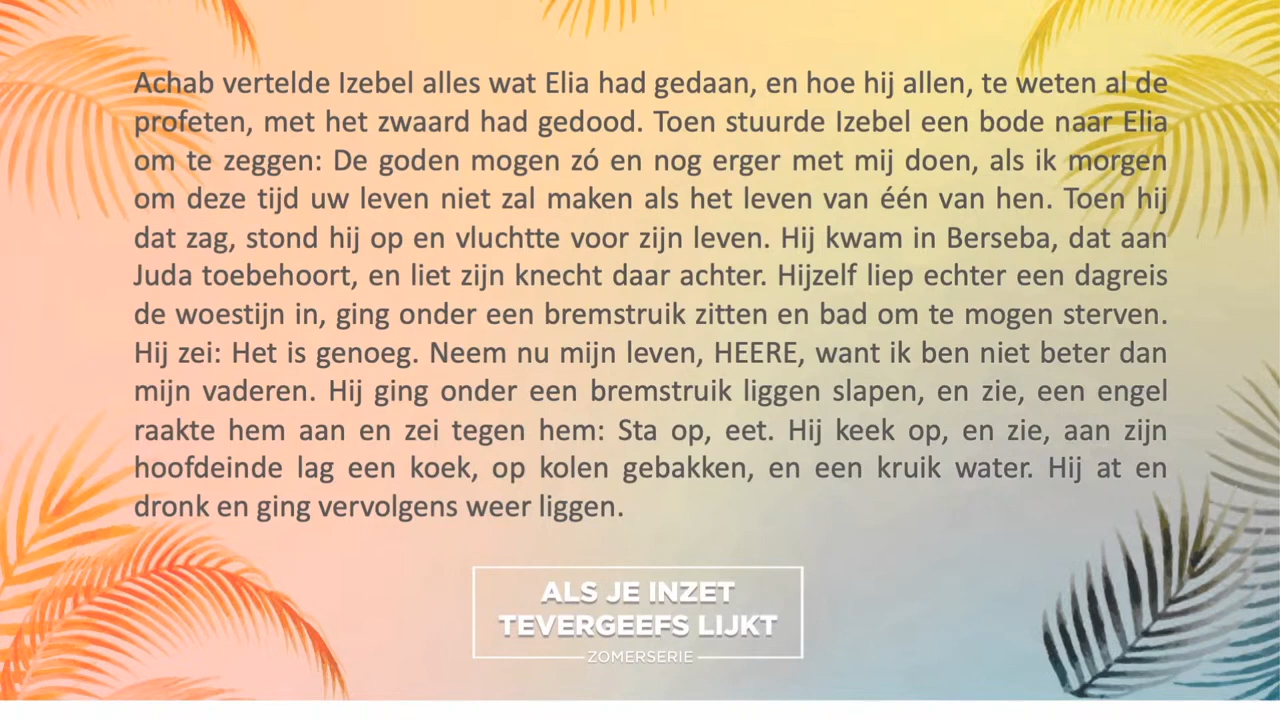 Achab vertelde Izebel alles wat Elia had gedaan, en hoe hij allen, te weten al de
profeten, met het zwaard had gedood. Toen stuurde Izebel een bode naar Elia
om te zeggen: De goden mogen zó en nog erger met mij doen, als ik morgen
om deze tijd uw leven niet zal maken als het leven van één van hen. Toen hij
dat zag, stond hij op en vluchtte voor zijn leven. Hij kwam in Berseba, dat aan
Juda toebehoort, en liet zijn knecht daar achter. Hijzelf liep echter een dagreis
de woestijn in, ging onder een bremstruik zitten en bad om te mogen sterven.
Hij zei: Het is genoeg. Neem nu mijn leven, HEERE, want ik ben niet beter dan
mijn vaderen. Hij ging onder een bremstruik liggen slapen, en zie, een engel
raakte hem aan en zei tegen hem: Sta op, eet. Hij keek op, en zie, aan zijn
hoofdeinde lag een koek, op kolen gebakken, en een kruik water. Hij at en
dronk en ging vervolgens weer liggen.
ALS JE INZET
TEVERGEEFS LIJKT
ZOMERSERIE